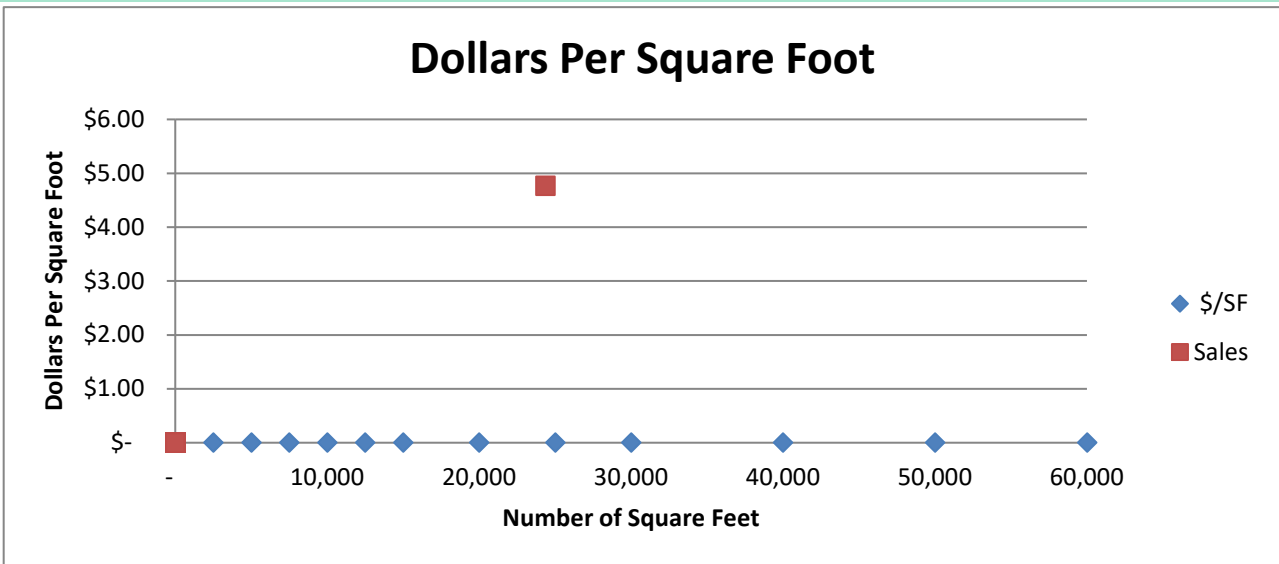 Dollars Per Square Foot
Dollars Per Square Foot
$6.00
$5.00
$4.00
$3.00
$2.00
$1.00
$-
- 10,000 20,000 30,000 40,000 50,000 60,000
Number of Square Feet
$/SF
Sales